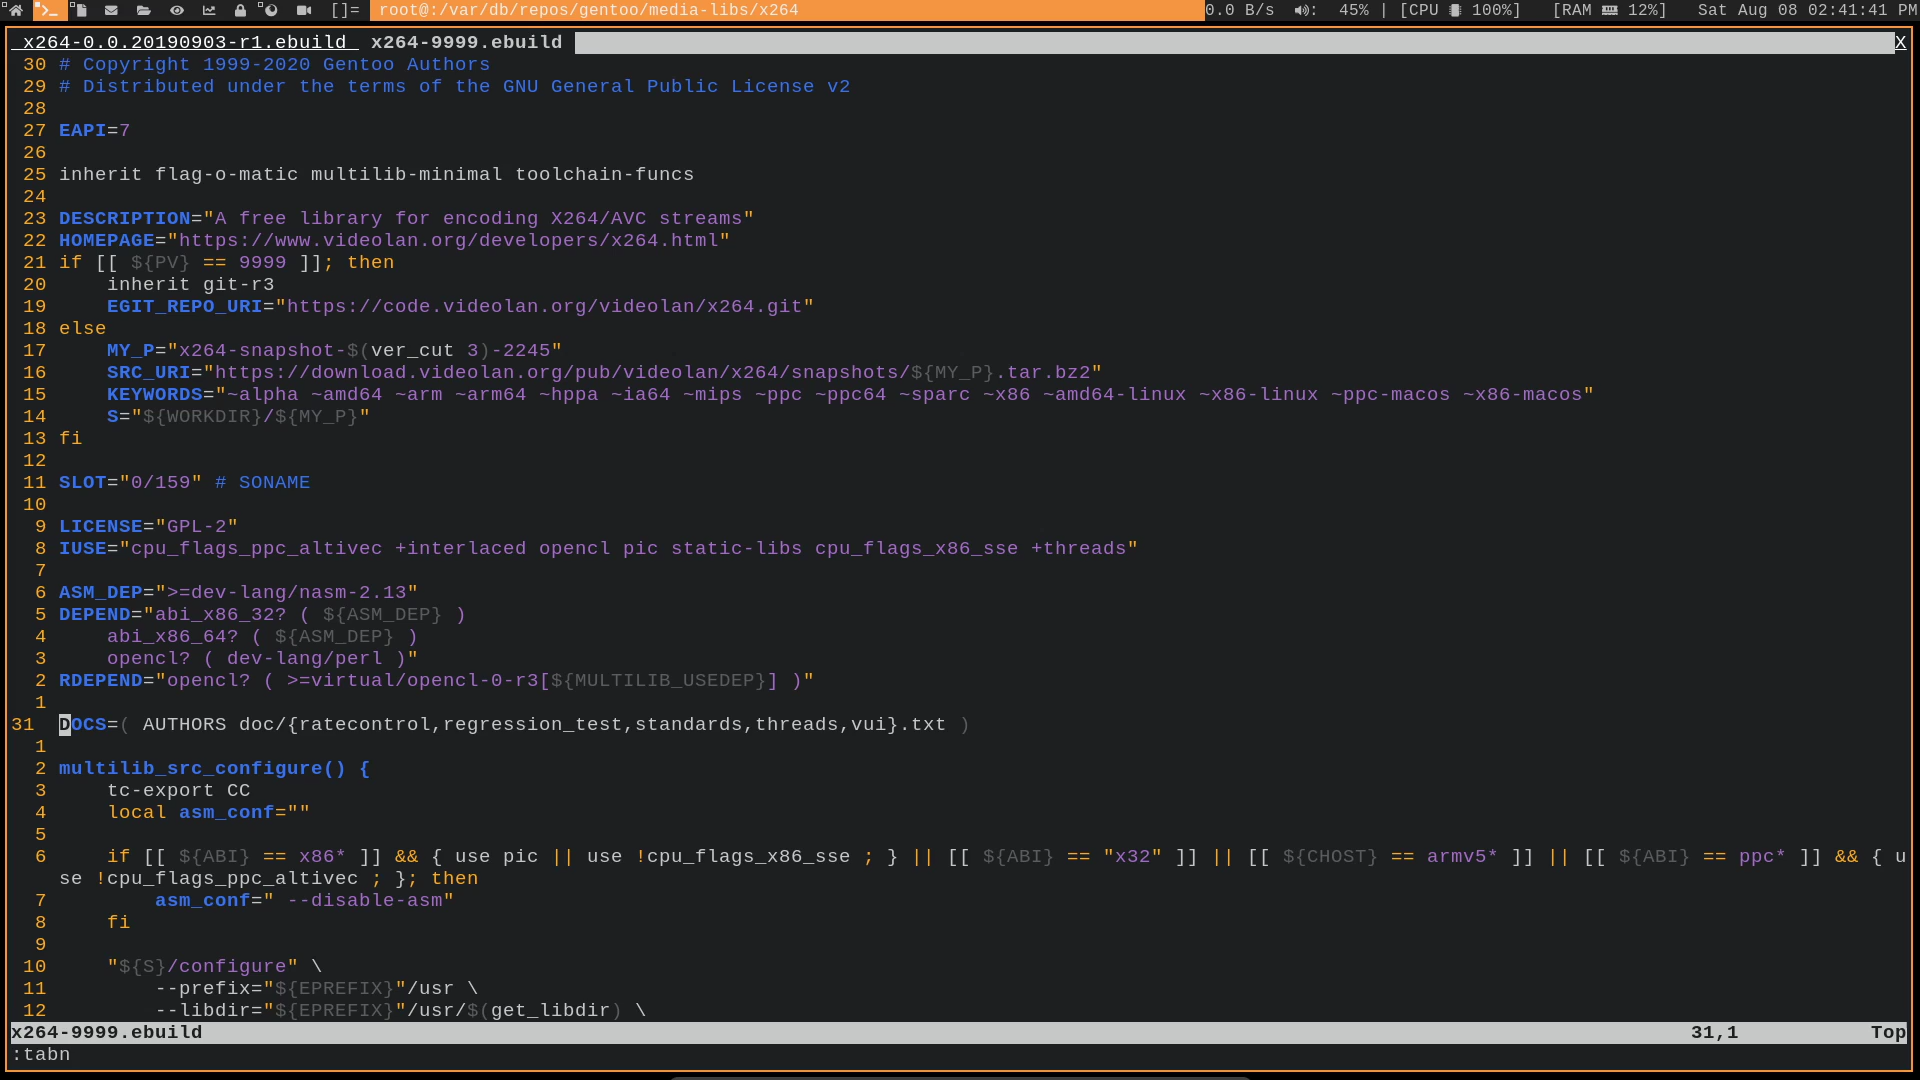 []= root@:/var/db/repos/gentoo/media-libs/x264 0.0 B/s : 45% | [CPU 100%] [RAM 12%] Sat Aug 08 02:41:41 PM
x264-0.0.20190903-r1.ebuild x264-9999.ebuild X
30 # Copyright 1999-2020 Gentoo Authors
29 # Distributed under the terms of the GNU General Public License v2
28
27 EAPI=7
26
25 inherit flag-o-matic multilib-minimal toolchain-funcs
24
23 DESCRIPTION="A free library for encoding X264/AVC streams"
22 HOMEPAGE="https://www.videolan.org/developers/x264.html"
21 if [[ ${PV} == 9999 ]]; then
20     inherit git-r3
19     EGIT_REPO_URI="https://code.videolan.org/videolan/x264.git"
18 else
17     MY_P="x264-snapshot-$(ver_cut 3)-2245"
16     SRC_URI="https://download.videolan.org/pub/videolan/x264/snapshots/${MY_P}.tar.bz2"
15     KEYWORDS="~alpha ~amd64 ~arm ~arm64 ~hppa ~ia64 ~mips ~ppc ~ppc64 ~sparc ~x86 ~amd64-linux ~x86-linux ~ppc-macos ~x86-macos"
14     S="${WORKDIR}/${MY_P}"
13 fi
12
11 SLOT="0/159" # SONAME
10
9 LICENSE="GPL-2"
8 IUSE="cpu_flags_ppc_altivec +interlaced opencl pic static-libs cpu_flags_x86_sse +threads"
7
6 ASM_DEP=">=dev-lang/nasm-2.13"
5 DEPEND="abi_x86_32? ( ${ASM_DEP} )
4     abi_x86_64? ( ${ASM_DEP} )
3     opencl? ( dev-lang/perl )"
2 RDEPEND="opencl? ( >=virtual/opencl-0-r3[${MULTILIB_USEDEP}] )"
1
31 DOCS=( AUTHORS doc/{ratecontrol,regression_test,standards,threads,vui}.txt )
1
2 multilib_src_configure() {
3     tc-export CC
4     local asm_conf=""
5
6     if [[ ${ABI} == x86* ]] && { use pic || use !cpu_flags_x86_sse ; } || [[ ${ABI} == "x32" ]] || [[ ${CHOST} == armv5* ]] || [[ ${ABI} == ppc* ]] && { u
se !cpu_flags_ppc_altivec ; }; then
7         asm_conf=" --disable-asm"
8     fi
9
10     "${S}/configure" \
11         --prefix="${EPREFIX}"/usr \
12         --libdir="${EPREFIX}"/usr/$(get_libdir) \
x264-9999.ebuild 31,1 Top
:tabn